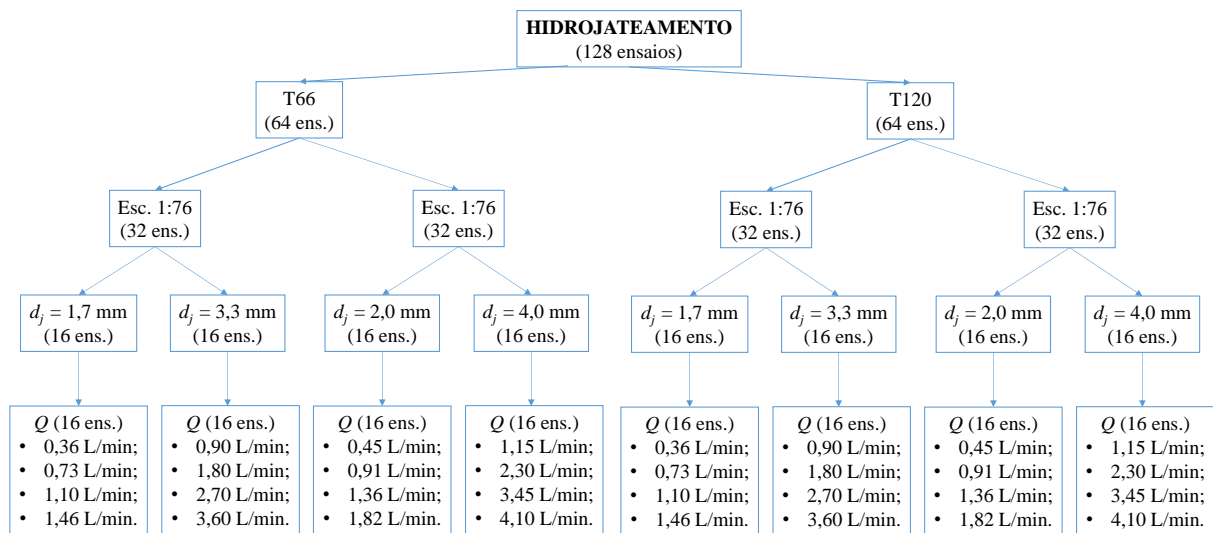 HIDROJATEAMENTO
(128 ensaios)
T66
(64 ens.)
T120
(64 ens.)
Esc. 1:76
(32 ens.)
Esc. 1:76
(32 ens.)
Esc. 1:76
(32 ens.)
Esc. 1:76
(32 ens.)
dj = 1,7 mm
(16 ens.)
dj = 3,3 mm
(16 ens.)
dj = 2,0 mm
(16 ens.)
dj = 4,0 mm
(16 ens.)
dj = 1,7 mm
(16 ens.)
dj = 3,3 mm
(16 ens.)
dj = 2,0 mm
(16 ens.)
dj = 4,0 mm
(16 ens.)
Q (16 ens.)
• 0,36 L/min;
• 0,73 L/min;
• 1,10 L/min;
• 1,46 L/min.
Q (16 ens.)
• 0,90 L/min;
• 1,80 L/min;
• 2,70 L/min;
• 3,60 L/min.
Q (16 ens.)
• 0,45 L/min;
• 0,91 L/min;
• 1,36 L/min;
• 1,82 L/min.
Q (16 ens.)
• 1,15 L/min;
• 2,30 L/min;
• 3,45 L/min;
• 4,10 L/min.
Q (16 ens.)
• 0,36 L/min;
• 0,73 L/min;
• 1,10 L/min;
• 1,46 L/min.
Q (16 ens.)
• 0,90 L/min;
• 1,80 L/min;
• 2,70 L/min;
• 3,60 L/min.
Q (16 ens.)
• 0,45 L/min;
• 0,91 L/min;
• 1,36 L/min;
• 1,82 L/min.
Q (16 ens.)
• 1,15 L/min;
• 2,30 L/min;
• 3,45 L/min;
• 4,10 L/min.